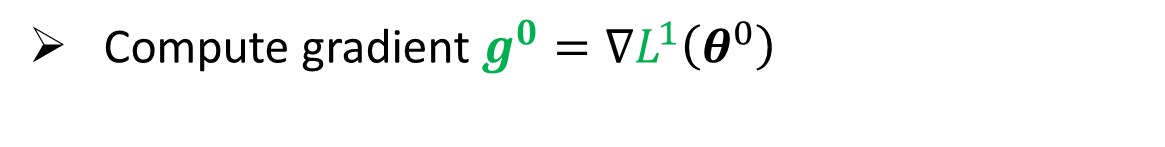 ➢ Compute gradient 𝒈⁰ = ∇𝐿¹(𝜽⁰)